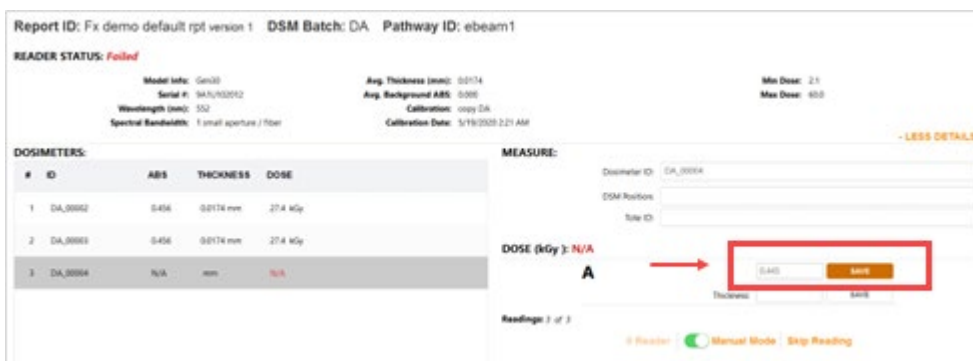 Report ID: Fx demo default rpt version 1 DSM Batch: DA Pathway ID: ebeam1
READER STATUS: Failed
Model Info: Gen30
Serial #:
Wavelength (nm): 552
Spectral Bandwidth: 1 small aperture / fiber
Avg. Thickness (mm): 0.0174
Avg. Background ABS: 0.000
Calibration: copy DA
Calibration Date: 5/19/2020 2:21 AM
Min Dose: 2.1
Max Dose: 60.0
- LESS DETAILS
DOSIMETERS:
# ID ABS THICKNESS DOSE
1 DA_00002 0.456 0.0174 mm 27.4 kGy
2 DA_00003 0.456 0.0174 mm 27.4 kGy
3 DA_00004 N/A mm N/A
MEASURE:
Dosimeter ID: DA_00004
DSM Position:
Tote ID:
DOSE (kGy ): N/A
A 0.445 SAVE
Thickness: SAVE
Readings: 3 of 3
Reader Manual Mode Skip Reading